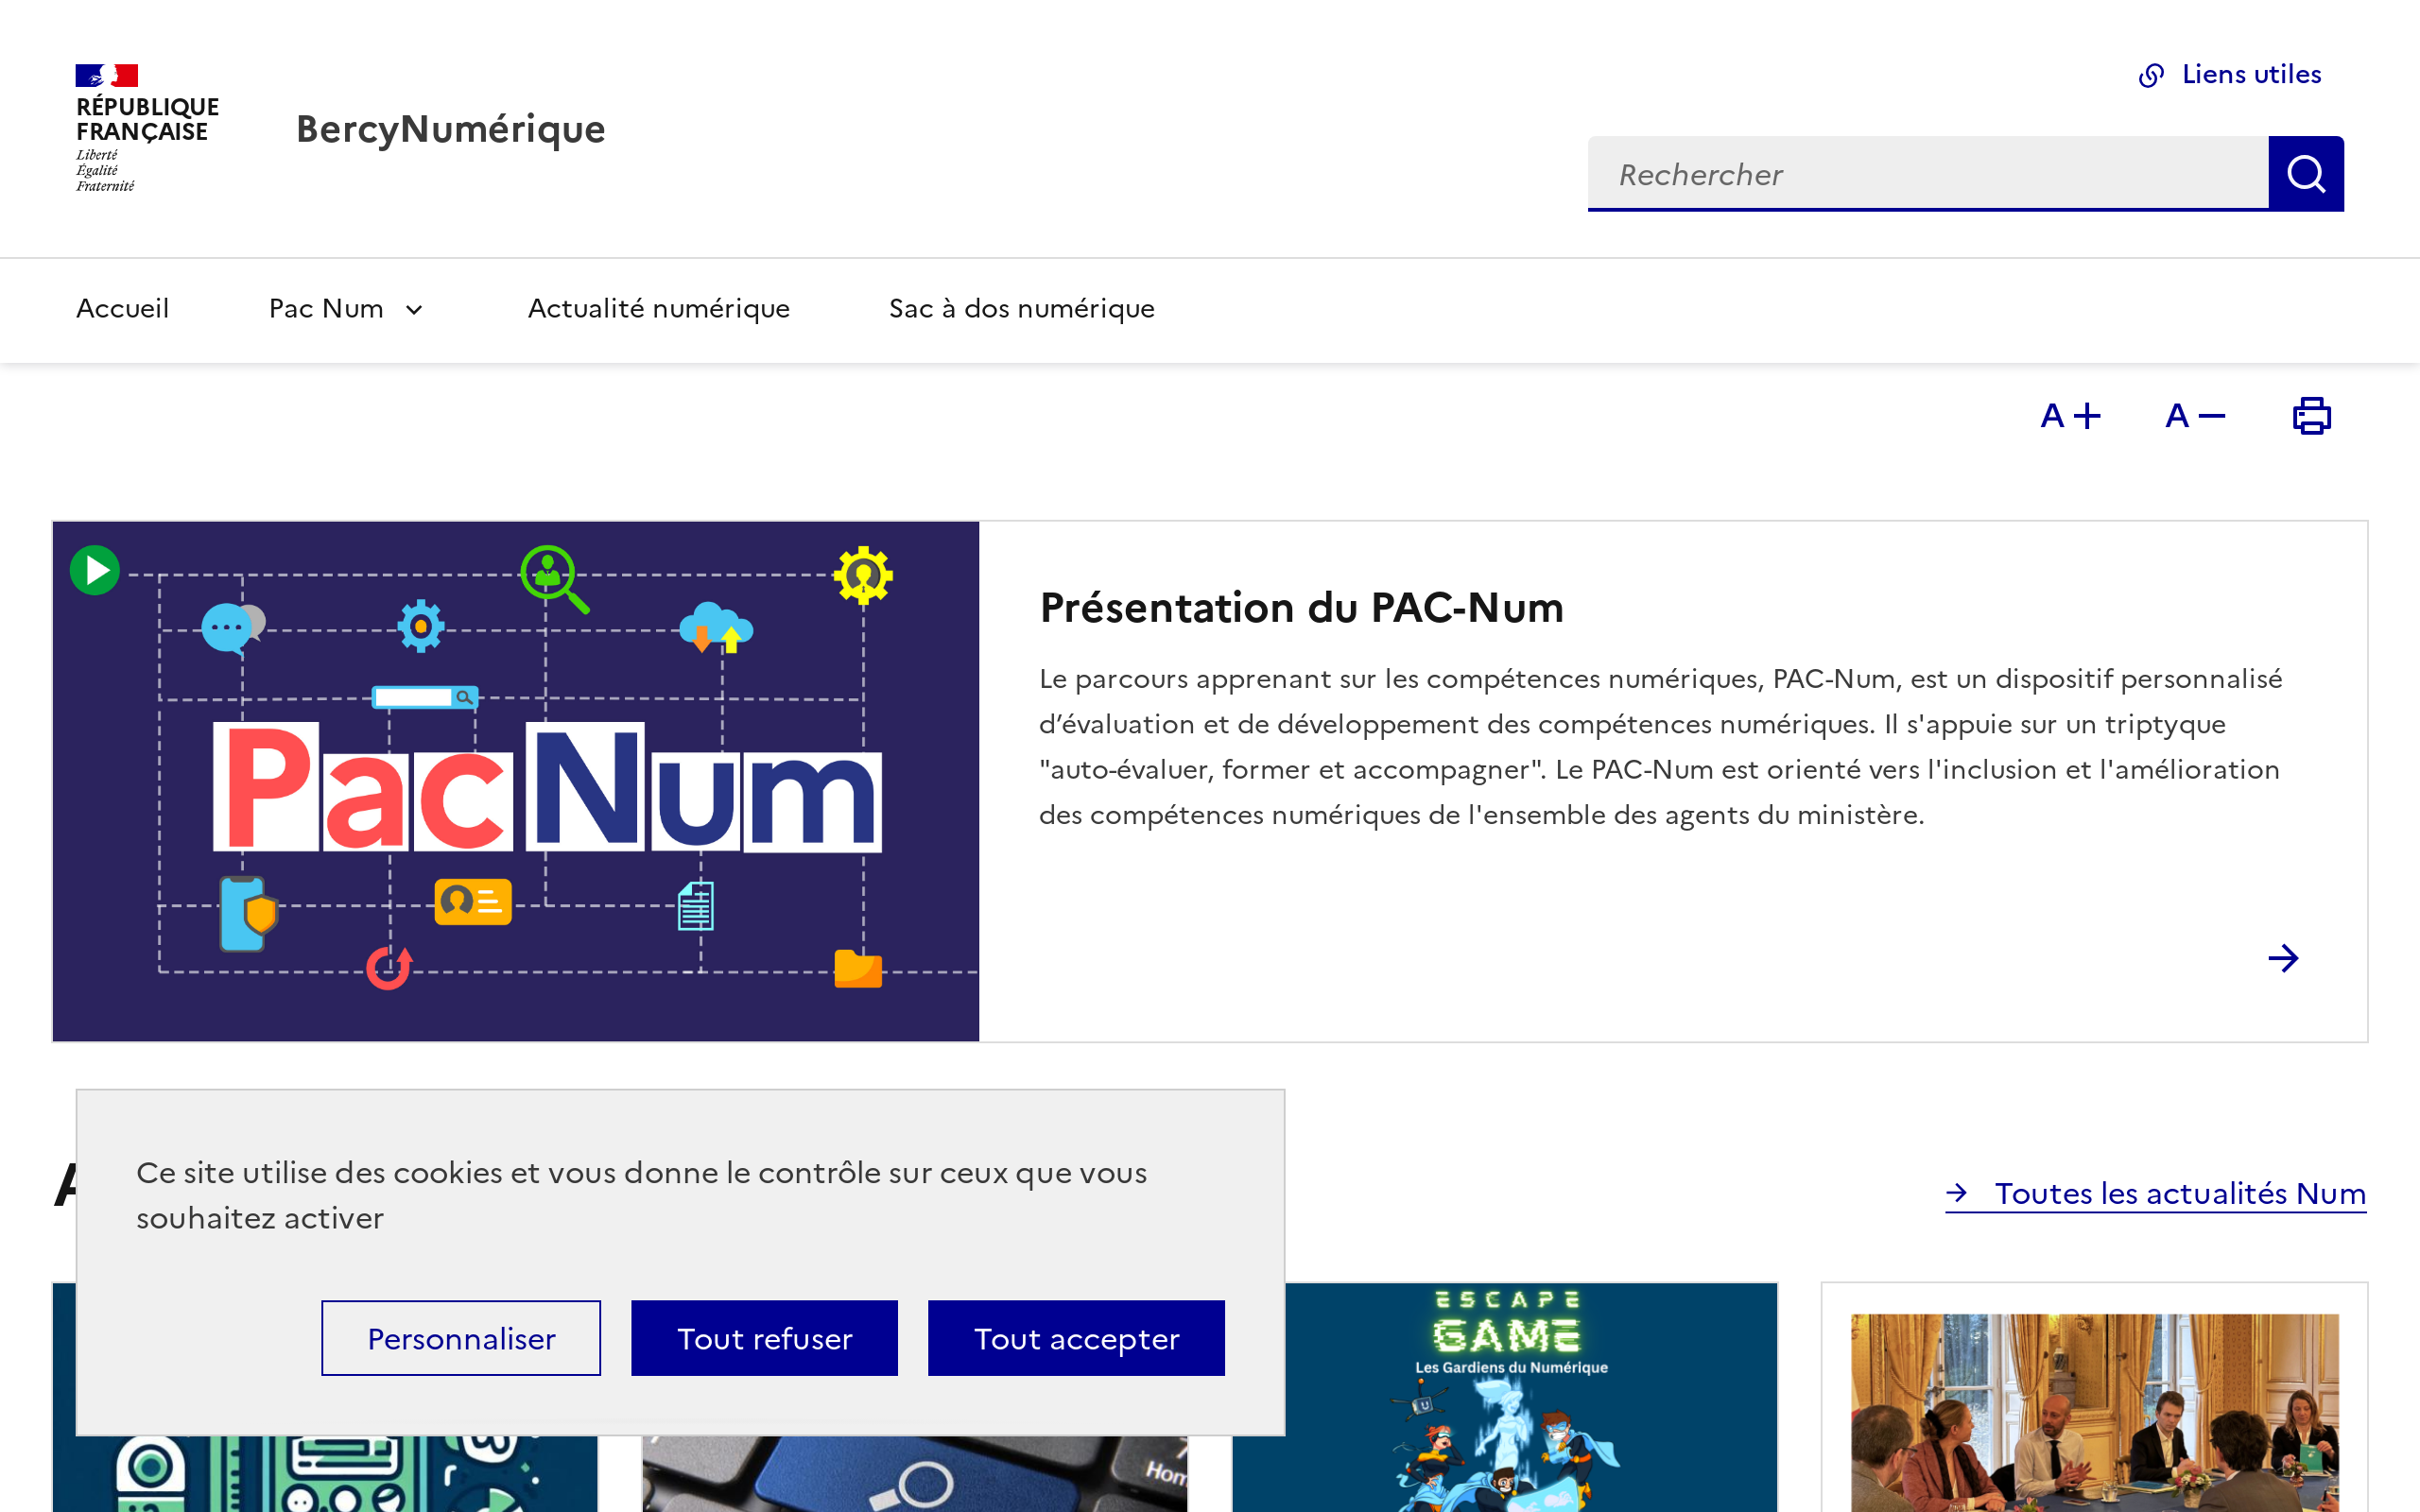 RÉPUBLIQUE
FRANÇAISE
Liberté
Égalité
Fraternité
BercyNumérique
Liens utiles
Rechercher
Accueil
Pac Num
Actualité numérique
Sac à dos numérique
A+
A−
Pac Num
Présentation du PAC-Num
Le parcours apprenant sur les compétences numériques, PAC-Num, est un dispositif personnalisé
d’évaluation et de développement des compétences numériques. Il s'appuie sur un triptyque
"auto-évaluer, former et accompagner". Le PAC-Num est orienté vers l'inclusion et l'amélioration
des compétences numériques de l'ensemble des agents du ministère.
Toutes les actualités Num
Ce site utilise des cookies et vous donne le contrôle sur ceux que vous
souhaitez activer
Personnaliser
Tout refuser
Tout accepter
ESCAPE
GAME
Les Gardiens du Numérique